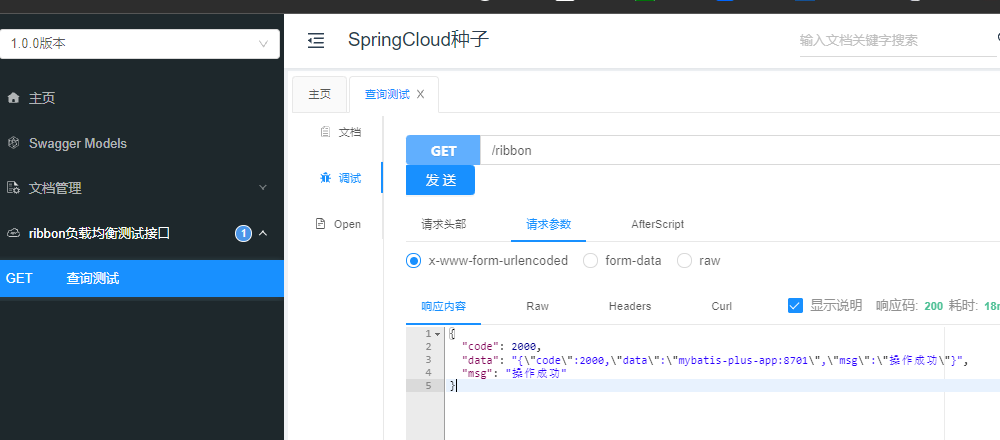 1.0.0版本
SpringCloud种子
输入文档关键字搜索
主页
Swagger Models
文档管理
ribbon负载均衡测试接口 1
GET 查询测试
主页 查询测试 X
文档
调试
Open
GET /ribbon
发 送
请求头部 请求参数 AfterScript
x-www-form-urlencoded form-data raw
响应内容 Raw Headers Curl 显示说明 响应码: 200 耗时: 18m
1 {
2 "code": 2000,
3 "data": "{\"code\":2000,\"data\":\"mybatis-plus-app:8701\",\"msg\":\"操作成功\"}",
4 "msg": "操作成功"
5 }